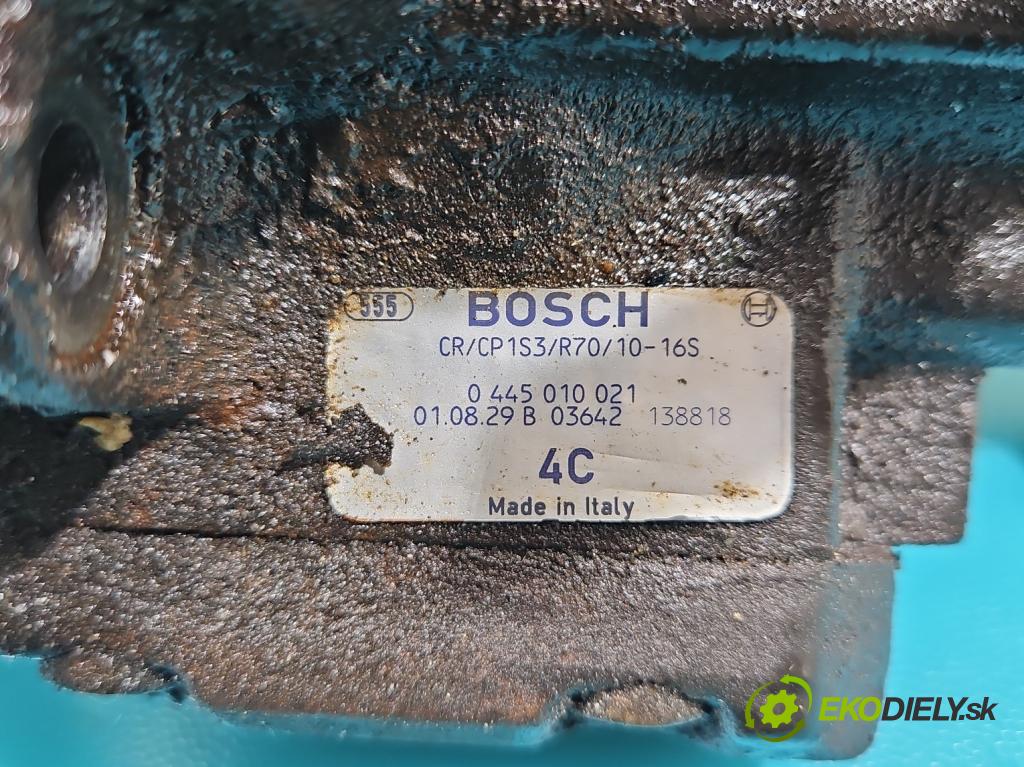 555 BOSCH
CR/CP1S3/R70/10-16S
0 445 010 021
01.08.29 B 03642 138818
4C
Made in Italy
EKODIELY.sk